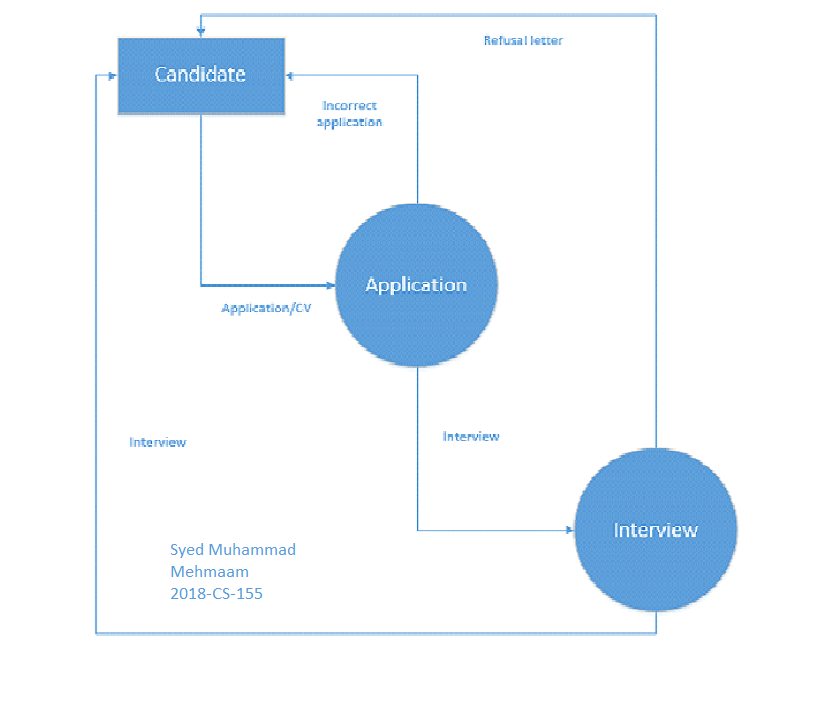 Refusal letter
Candidate
Incorrect
application
Application
Application/CV
Interview
Interview
Interview
Syed Muhammad
Mehmaam
2018-CS-155